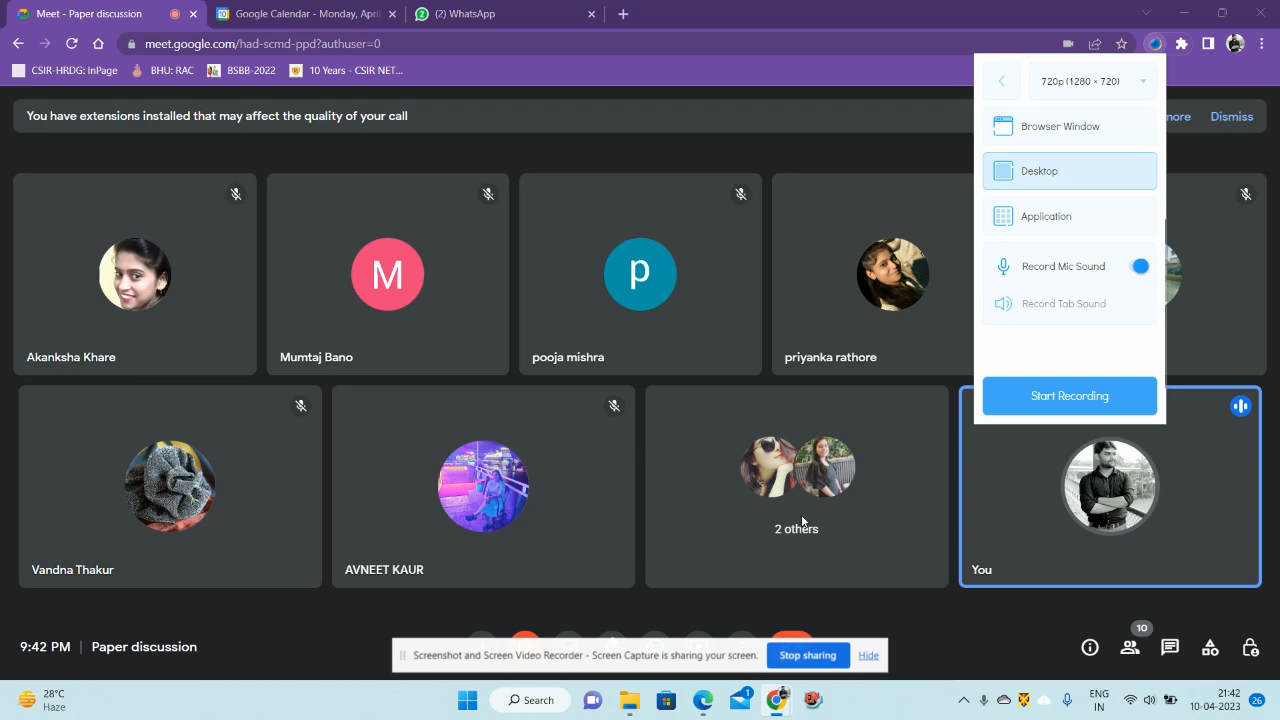 Meet - Paper discussion
Google Calendar - Monday, April
(2) WhatsApp
meet.google.com/had-scmd-ppd?authuser=0
CSIR-HRDG: InPage
BHU: RAC
BSBB-2022
10 Years - CSIR NET...
720p (1280 × 720)
You have extensions installed that may affect the quality of your call
more
Dismiss
Browser Window
Desktop
Application
Record Mic Sound
Record Tab Sound
Start Recording
Akanksha Khare
M
Mumtaj Bano
p
pooja mishra
priyanka rathore
Vandna Thakur
AVNEET KAUR
2 others
You
9:42 PM | Paper discussion
Screenshot and Screen Video Recorder - Screen Capture is sharing your screen.
Stop sharing
Hide
10
28°C
Haze
Search
1
ENG
IN
21:42
10-04-2023
26